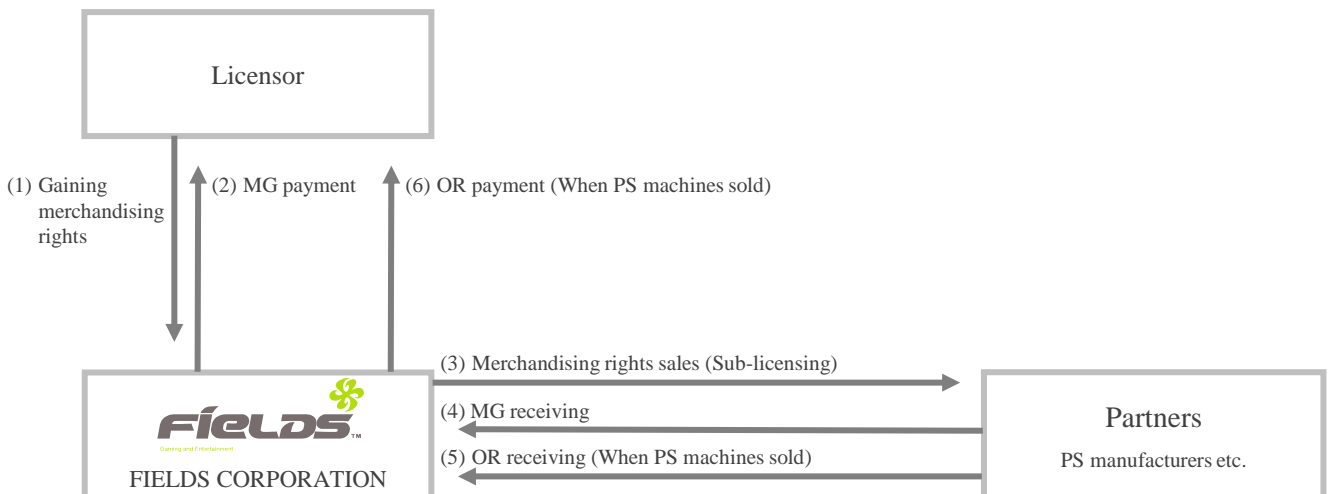 Licensor
(1) Gaining
merchandising
rights
(2) MG payment
(6) OR payment (When PS machines sold)
(3) Merchandising rights sales (Sub-licensing)
FIELDS™
Gaming and Entertainment
FIELDS CORPORATION
(4) MG receiving
(5) OR receiving (When PS machines sold)
Partners
PS manufacturers etc.